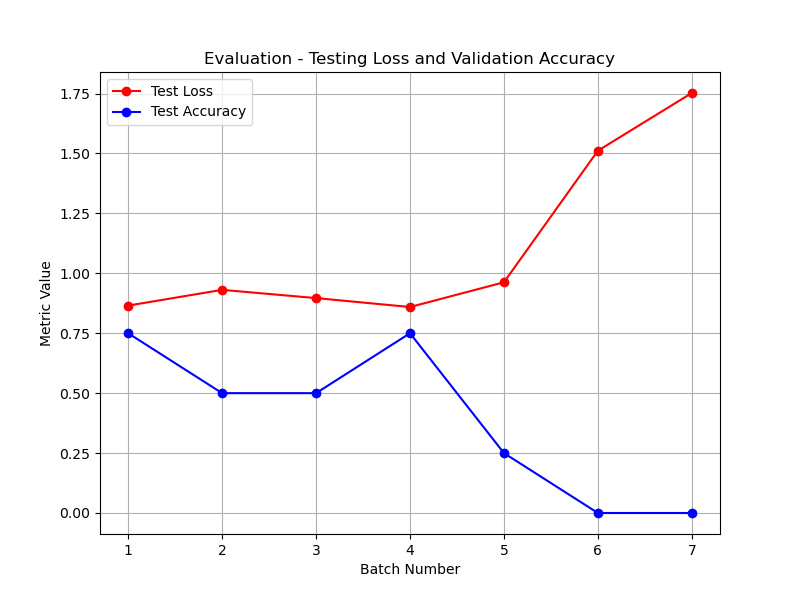 Evaluation - Testing Loss and Validation Accuracy
Test Loss
Test Accuracy
1.75
1.50
1.25
1.00
0.75
0.50
0.25
0.00
Metric Value
1 2 3 4 5 6 7
Batch Number